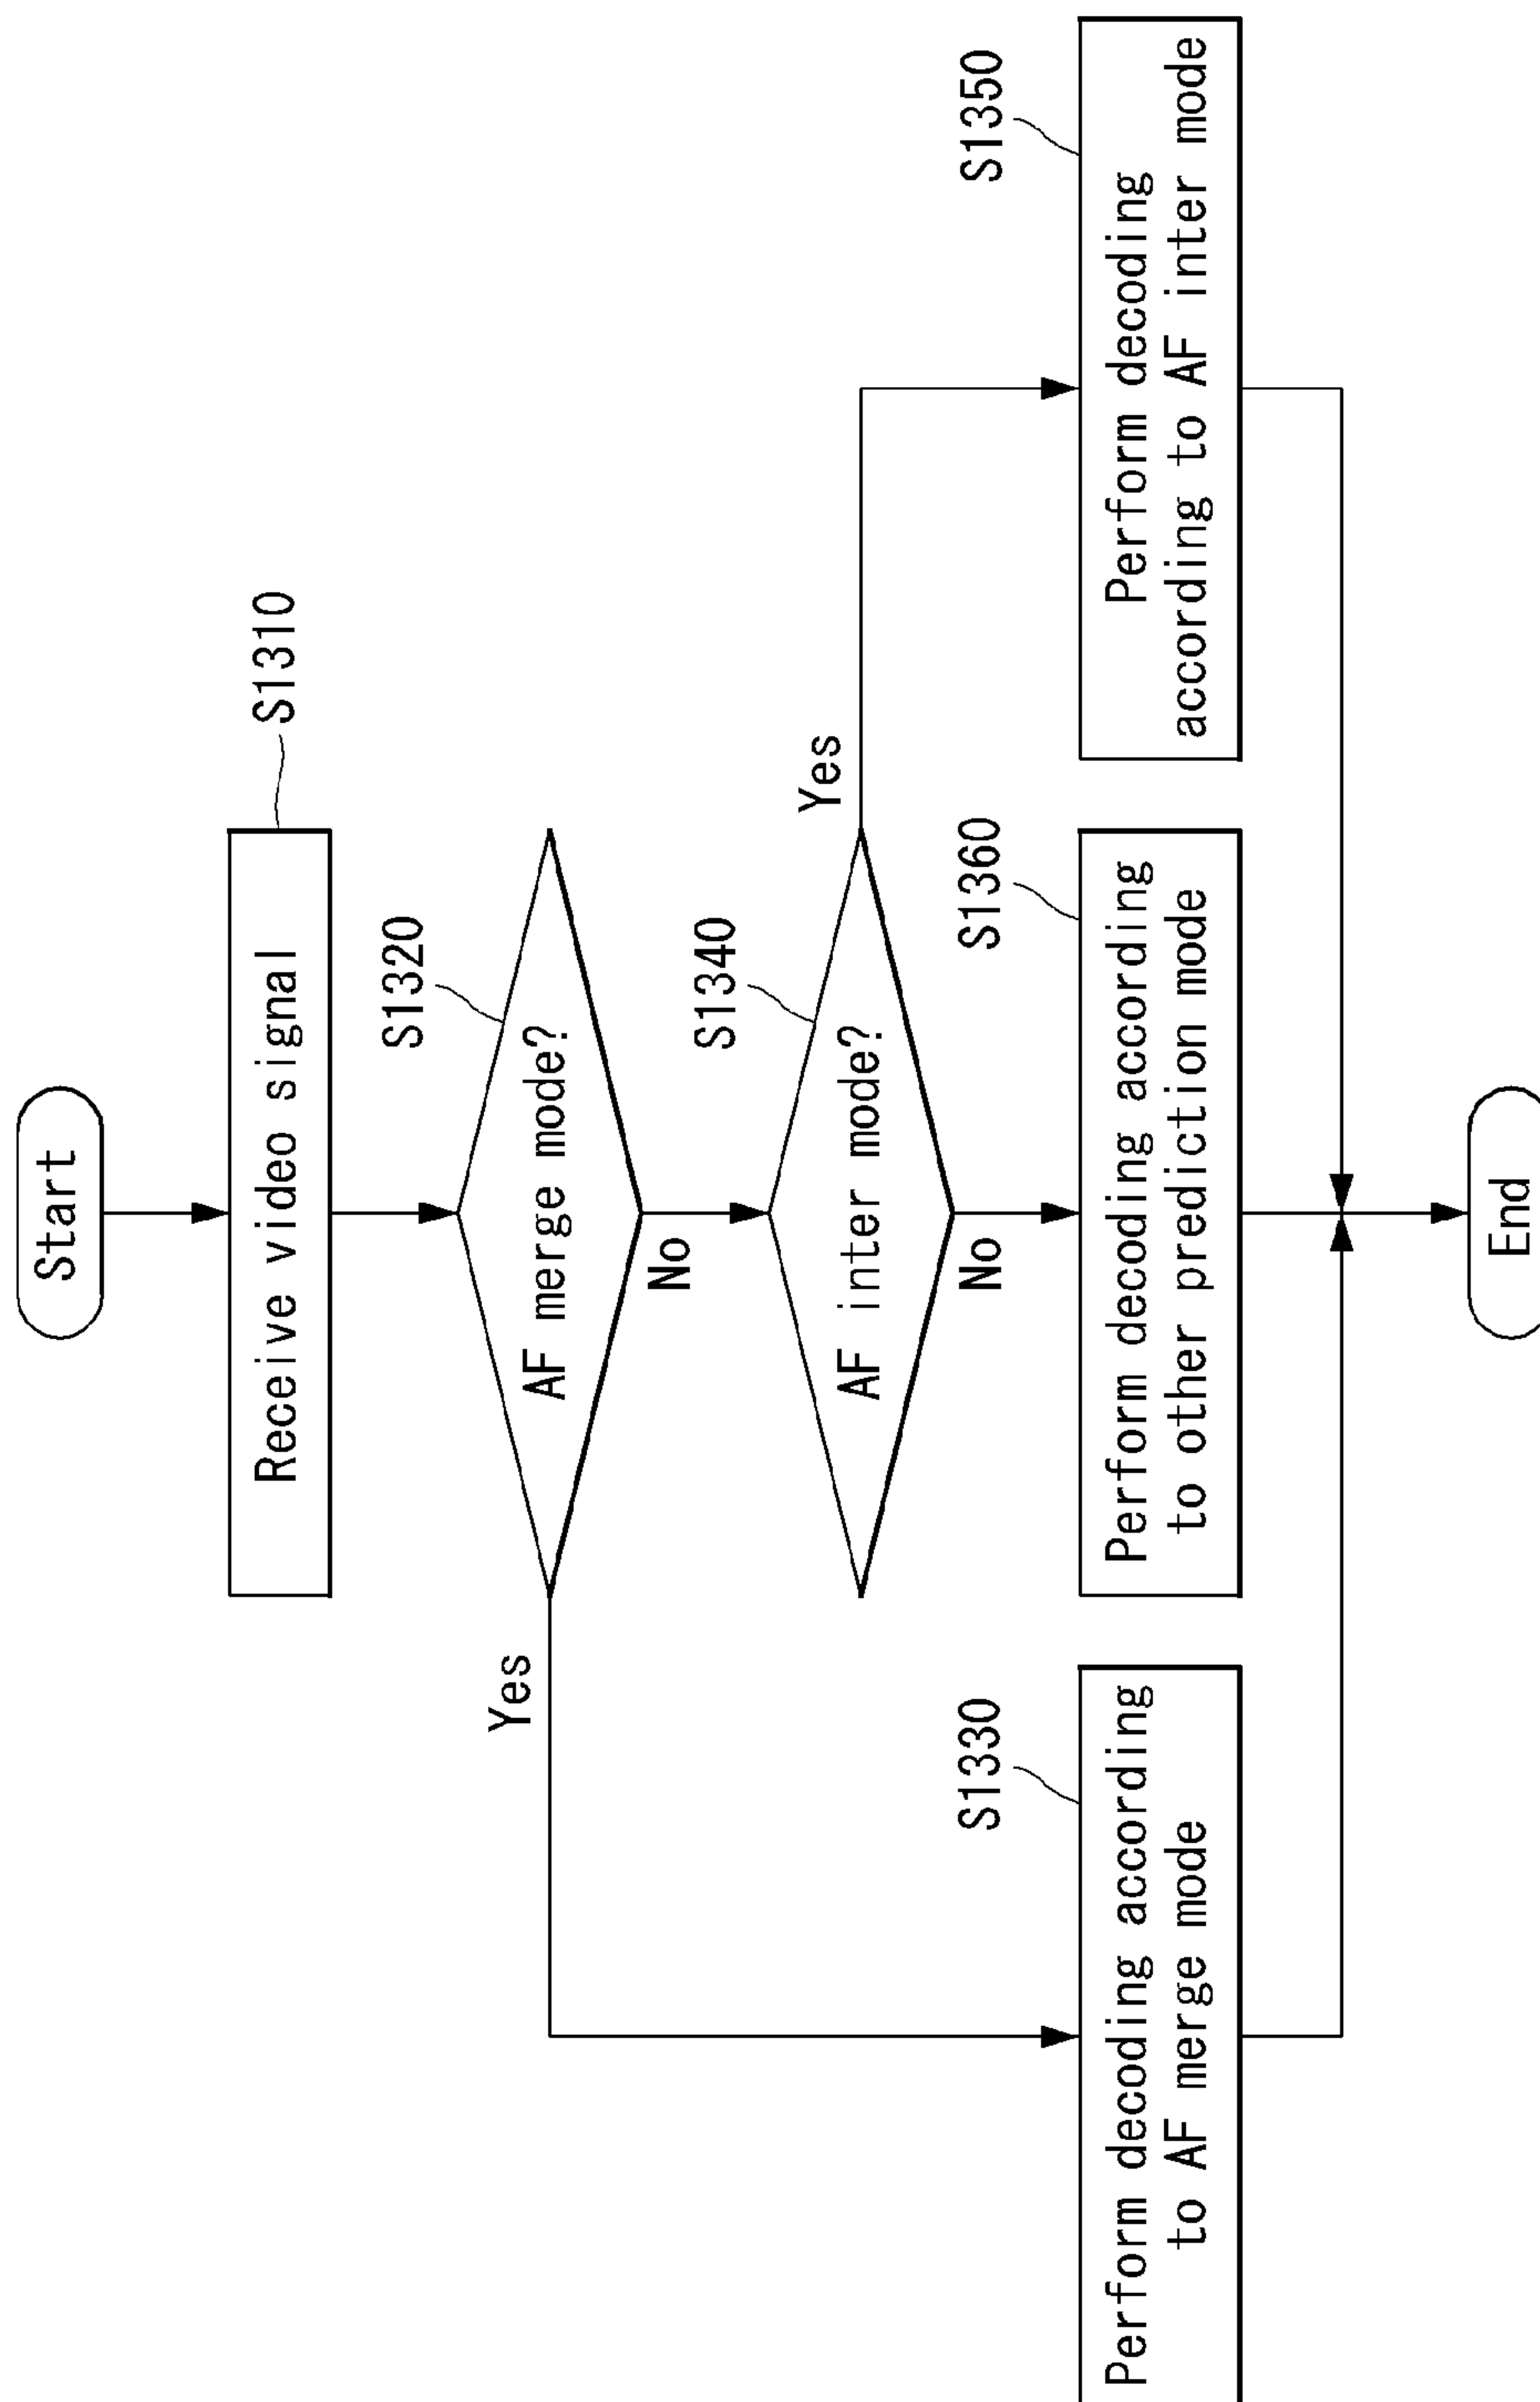 Start
Receive video signal
S1310
S1320
AF merge mode?
Yes
No
S1340
AF inter mode?
Yes
No
S1330
Perform decoding according
to AF merge mode
S1360
Perform decoding according
to other prediction mode
S1350
Perform decoding
according to AF inter mode
End